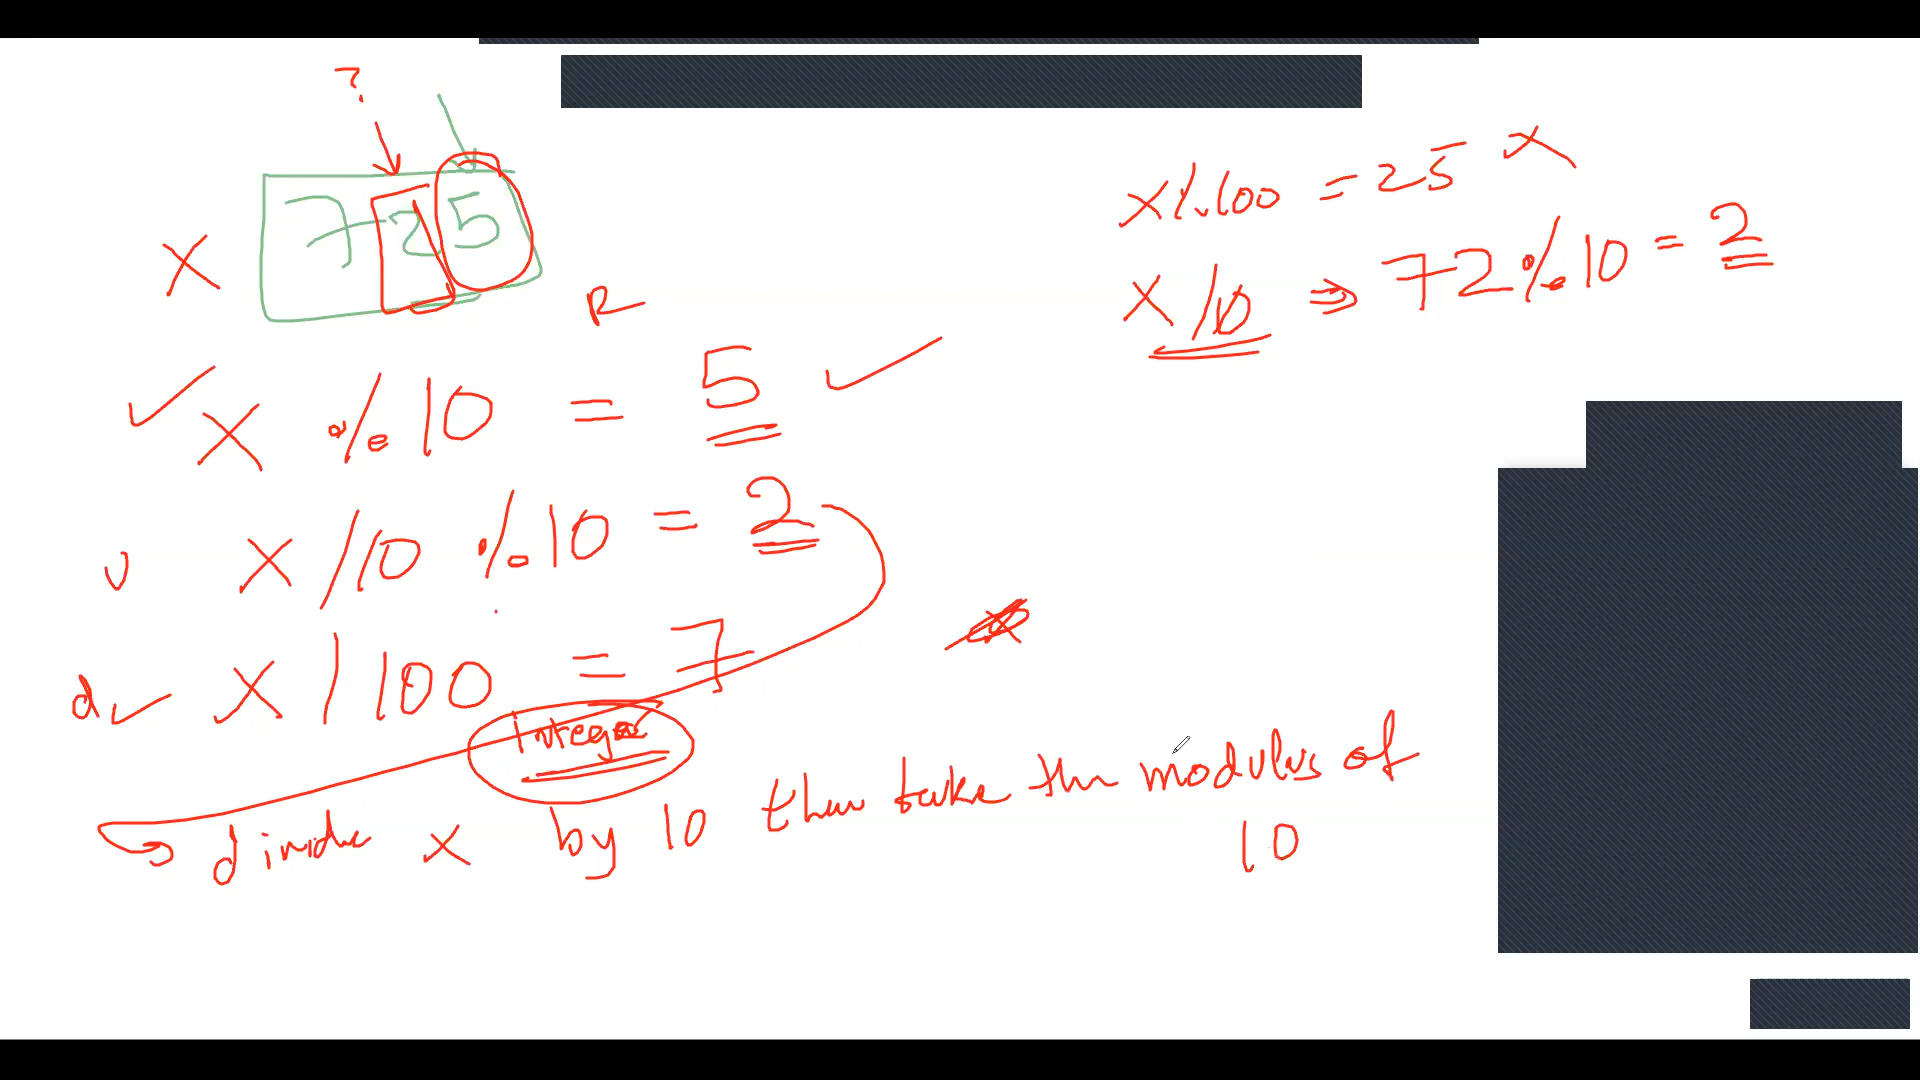 ?
X 725
R
X % 10 = 5
X / 10 % 10 = 2
X / 100 = 7
Integer
divide X by 10 then take the modulus of
10
X % 100 = 25 X
X / 10 ⇒ 72 % 10 = 2